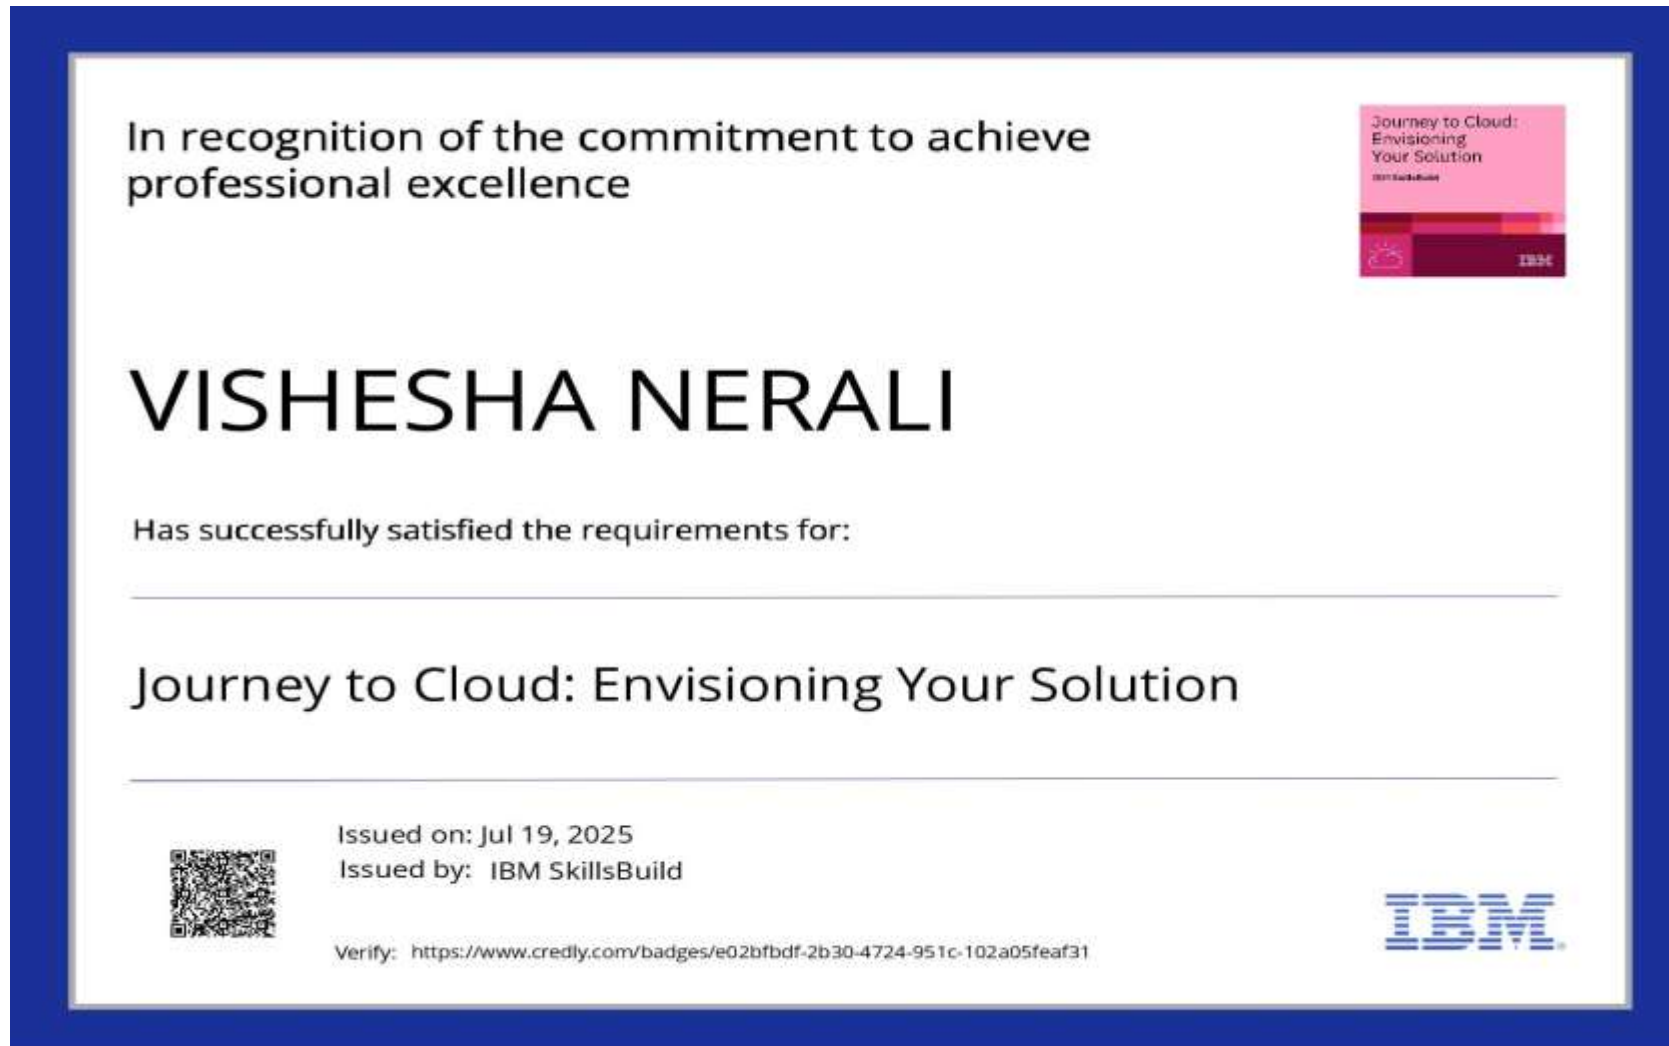 In recognition of the commitment to achieve
professional excellence
Journey to Cloud:
Envisioning
Your Solution
IBM SkillsBuild
IBM
VISHESHA NERALI
Has successfully satisfied the requirements for:
Journey to Cloud: Envisioning Your Solution
Issued on: Jul 19, 2025
Issued by: IBM SkillsBuild
Verify: https://www.credly.com/badges/e02bfbdf-2b30-4724-951c-102a05feaf31
IBM